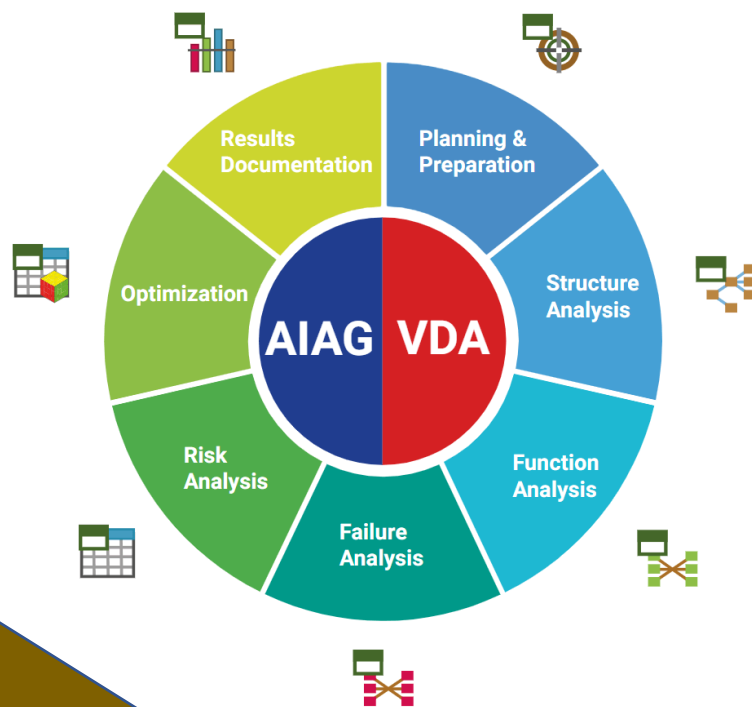 Results
Documentation
Planning &
Preparation
Structure
Analysis
Function
Analysis
Failure
Analysis
Risk
Analysis
Optimization
AIAG
VDA